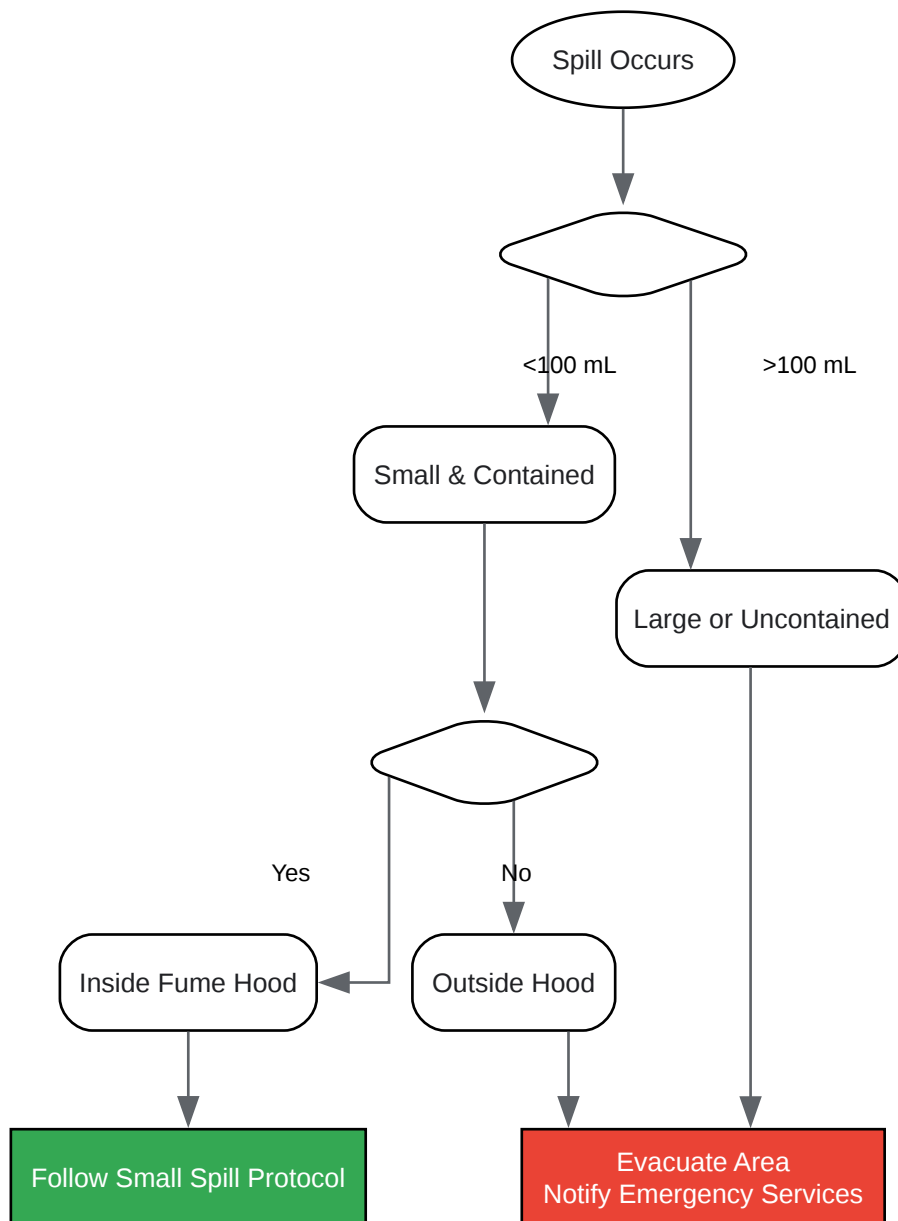 Spill Occurs
<100 mL
>100 mL
Small & Contained
Large or Uncontained
Yes
No
Inside Fume Hood
Outside Hood
Follow Small Spill Protocol
Evacuate Area
Notify Emergency Services